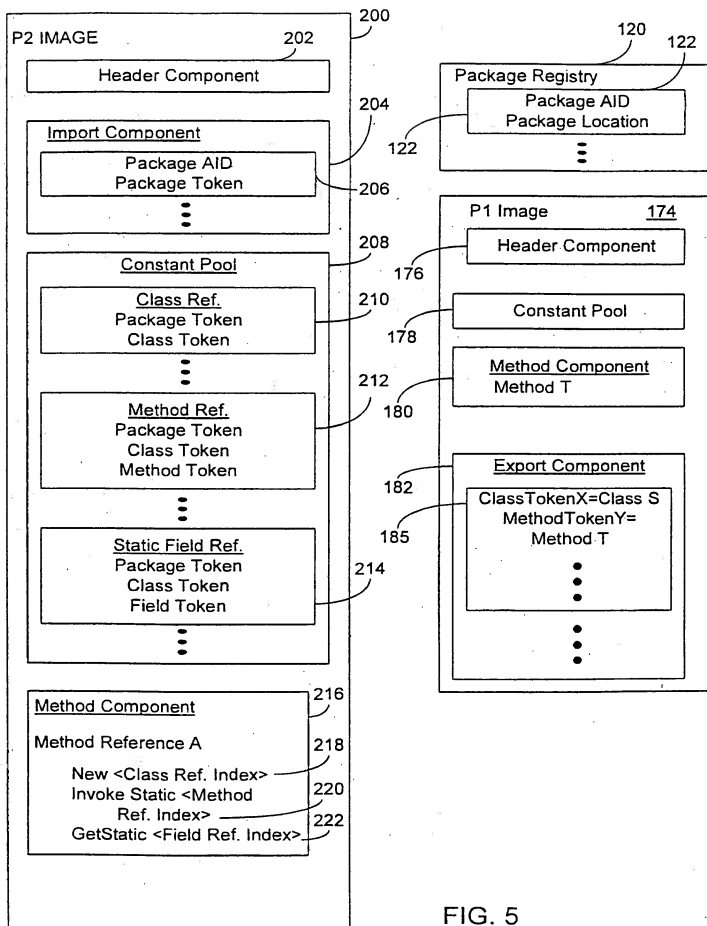 P2 IMAGE
200
202
Header Component
204
Import Component
Package AID
Package Token
206
208
Constant Pool
Class Ref.
Package Token
Class Token
210
Method Ref.
Package Token
Class Token
Method Token
212
Static Field Ref.
Package Token
Class Token
Field Token
214
Method Component
216
Method Reference A
218
New <Class Ref. Index>
Invoke Static <Method
Ref. Index>
220
GetStatic <Field Ref. Index>
222
120
122
Package Registry
Package AID
Package Location
122
P1 Image
174
Header Component
176
Constant Pool
178
Method Component
Method T
180
182
Export Component
ClassTokenX=Class S
MethodTokenY=
Method T
185
FIG. 5